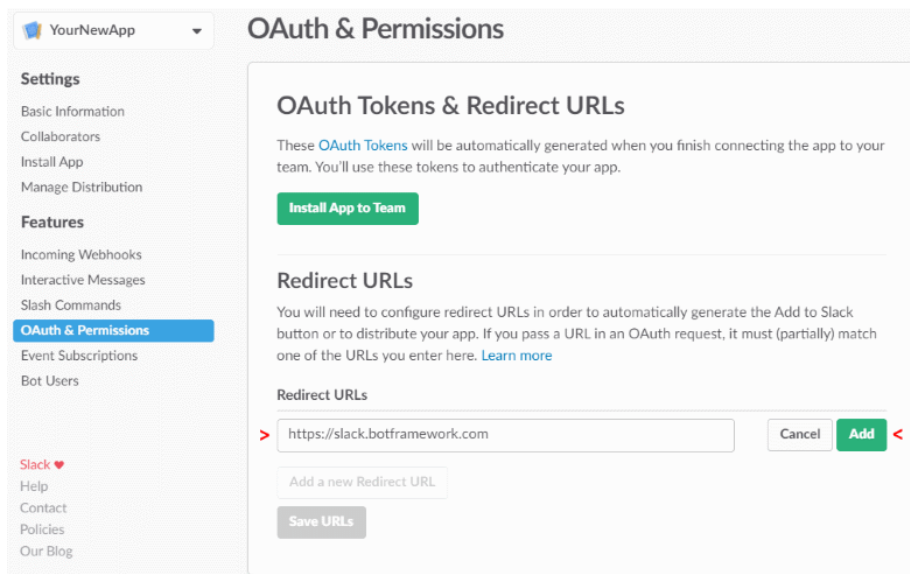 YourNewApp
OAuth & Permissions
Settings
Basic Information
Collaborators
Install App
Manage Distribution
Features
Incoming Webhooks
Interactive Messages
Slash Commands
OAuth & Permissions
Event Subscriptions
Bot Users
Slack ♥
Help
Contact
Policies
Our Blog
OAuth Tokens & Redirect URLs
These OAuth Tokens will be automatically generated when you finish connecting the app to your
team. You'll use these tokens to authenticate your app.
Install App to Team
Redirect URLs
You will need to configure redirect URLs in order to automatically generate the Add to Slack
button or to distribute your app. If you pass a URL in an OAuth request, it must (partially) match
one of the URLs you enter here. Learn more
Redirect URLs
> https://slack.botframework.com Cancel Add <
Add a new Redirect URL
Save URLs